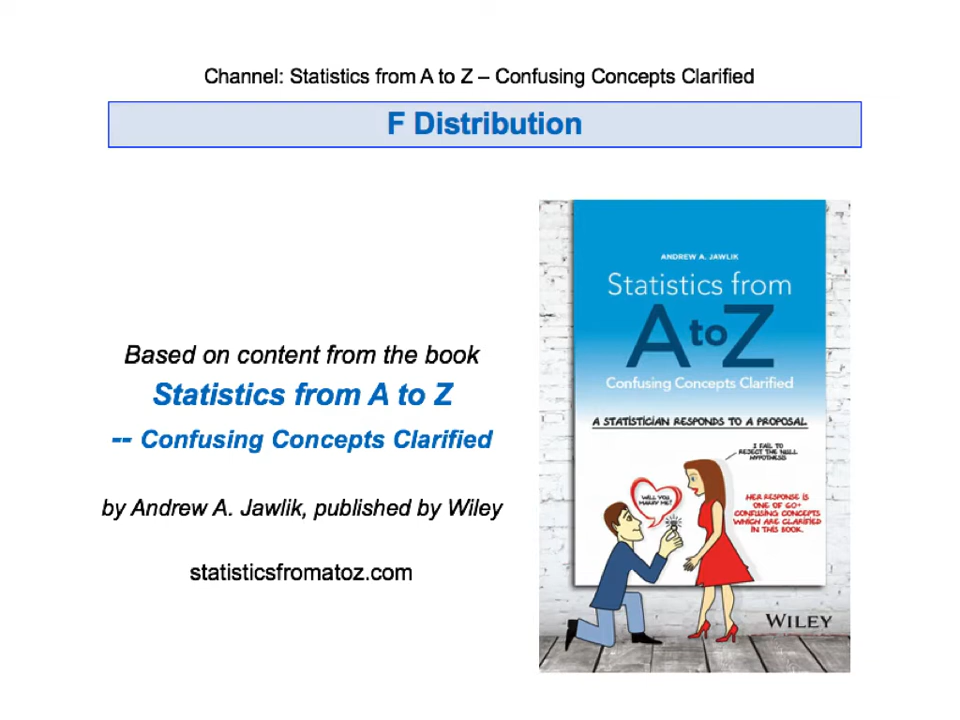 Channel: Statistics from A to Z – Confusing Concepts Clarified
F Distribution
Based on content from the book
Statistics from A to Z
-- Confusing Concepts Clarified
by Andrew A. Jawlik, published by Wiley
statisticsfromatoz.com
ANDREW A. JAWLIK
Statistics from
A to Z
Confusing Concepts Clarified
A STATISTICIAN RESPONDS TO A PROPOSAL
I FAIL TO
REJECT THE NULL
HYPOTHESIS
WILL YOU
MARRY ME?
HER RESPONSE IS
ONE OF 60+
CONFUSING CONCEPTS
WHICH ARE CLARIFIED
IN THIS BOOK.
WILEY